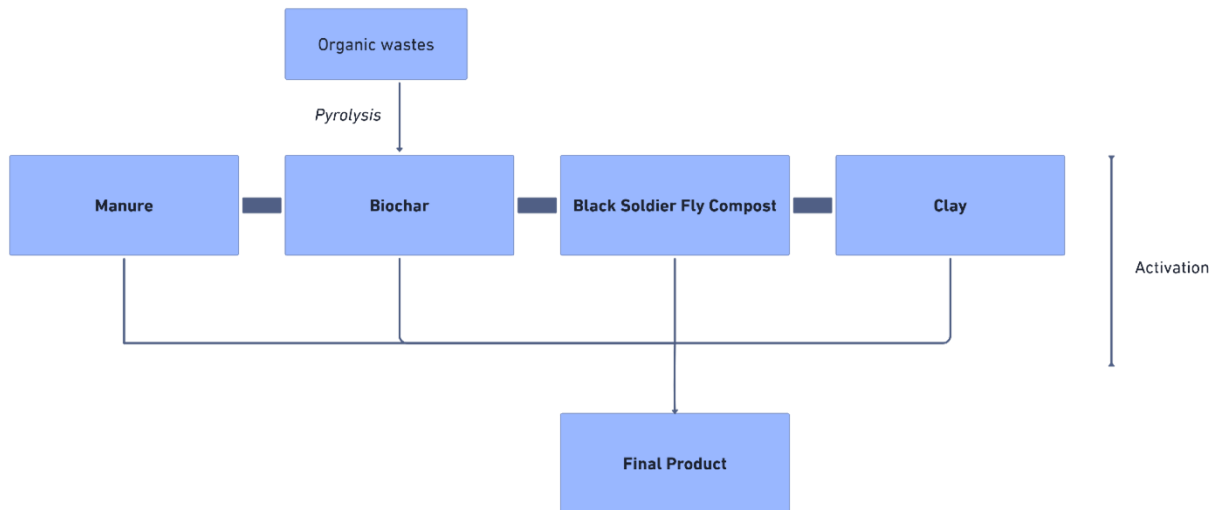 Organic wastes
Pyrolysis
Manure
Biochar
Black Soldier Fly Compost
Clay
Activation
Final Product